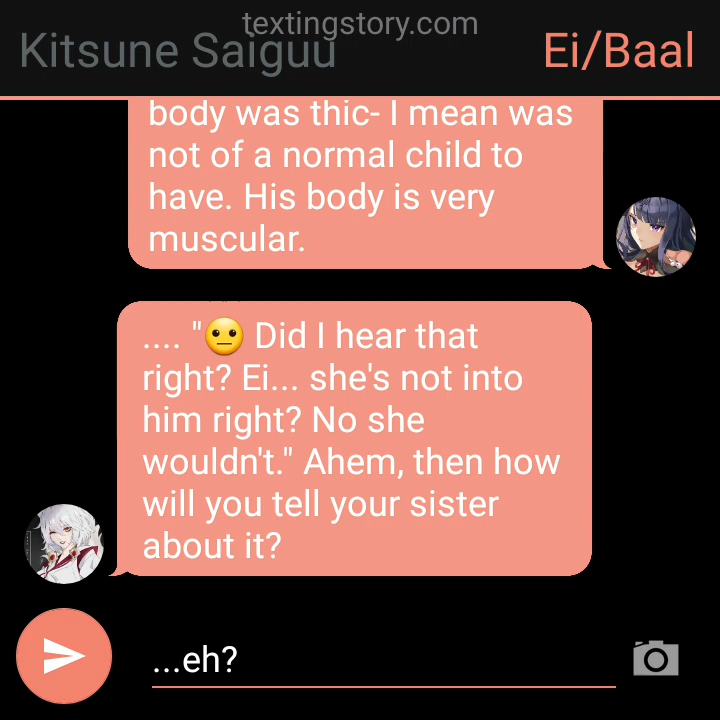 textingstory.com
Kitsune Saiguu
Ei/Baal
body was thic- I mean was
not of a normal child to
have. His body is very
muscular.
.... "😐 Did I hear that
right? Ei... she's not into
him right? No she
wouldn't." Ahem, then how
will you tell your sister
about it?
...eh?